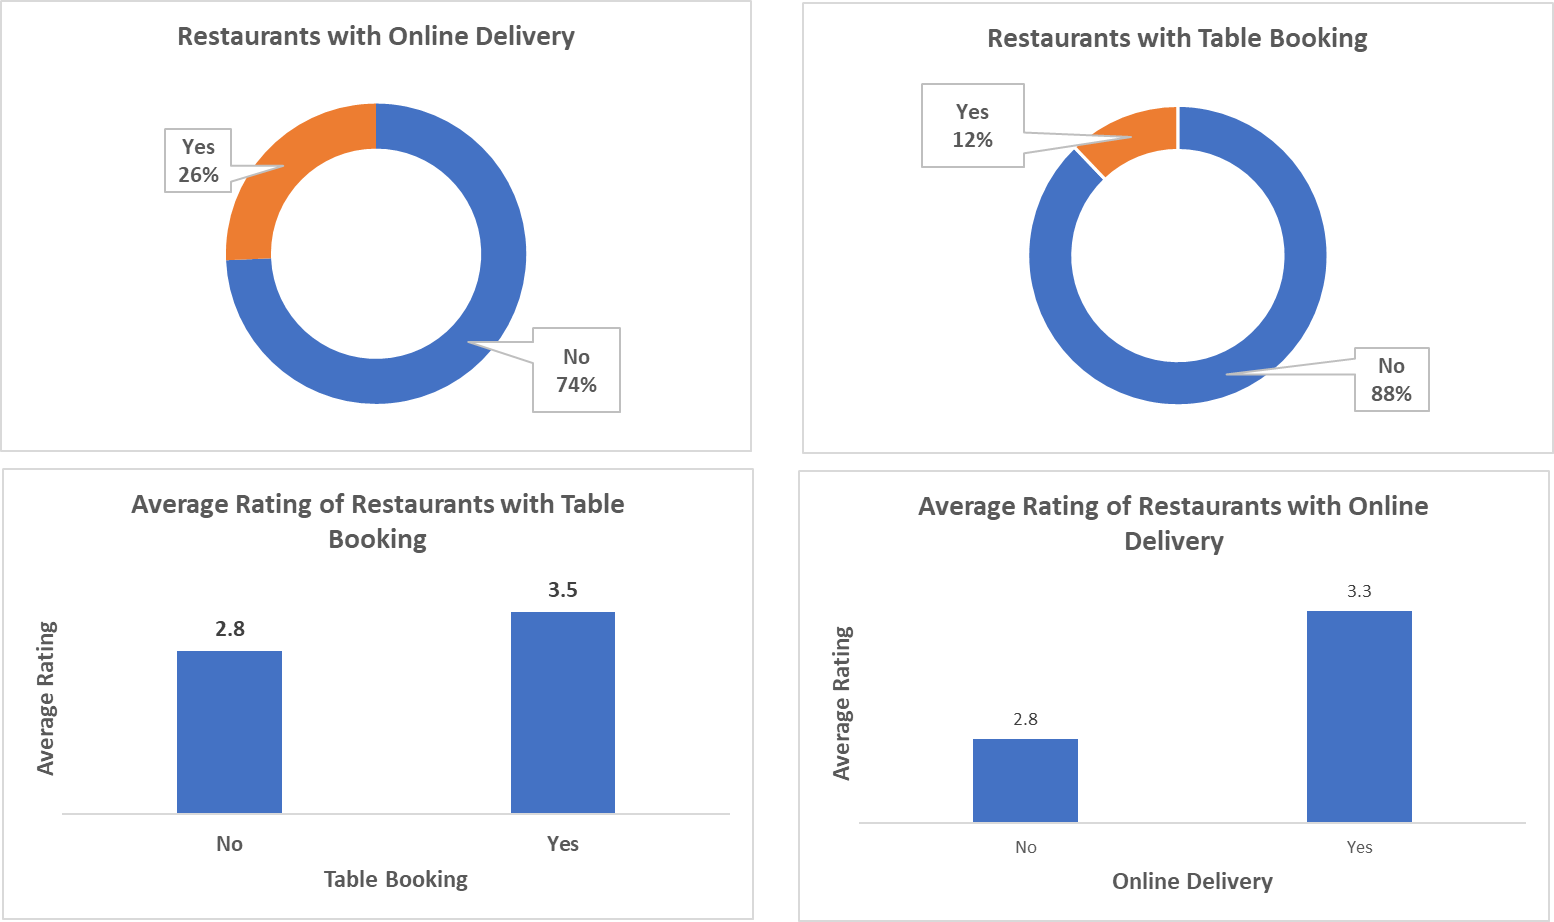 Restaurants with Online Delivery
Yes
26%
No
74%
Restaurants with Table Booking
Yes
12%
No
88%
Average Rating of Restaurants with Table
Booking
Average Rating
2.8
3.5
No
Yes
Table Booking
Average Rating of Restaurants with Online
Delivery
Average Rating
2.8
3.3
No
Yes
Online Delivery